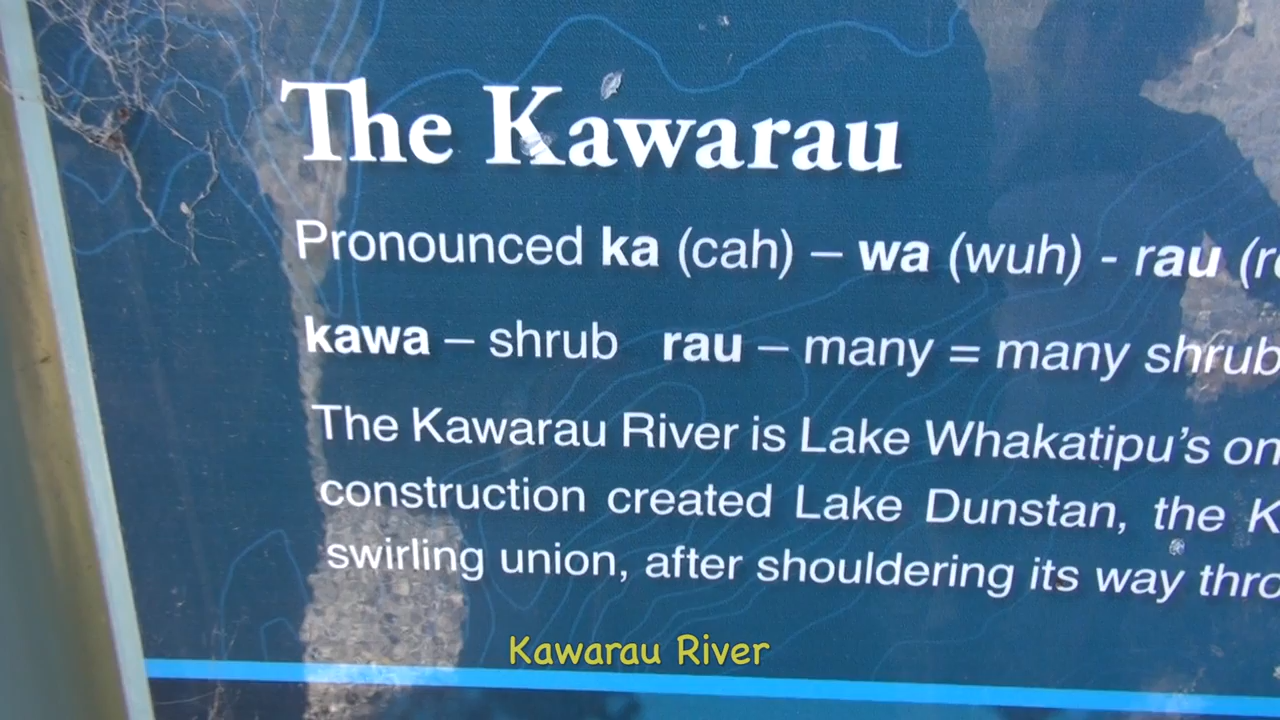 The Kawarau
Pronounced ka (cah) – wa (wuh) - rau
kawa – shrub rau – many = many shrub
The Kawarau River is Lake Whakatipu's
construction created Lake Dunstan, the
swirling union, after shouldering its way
Kawarau River